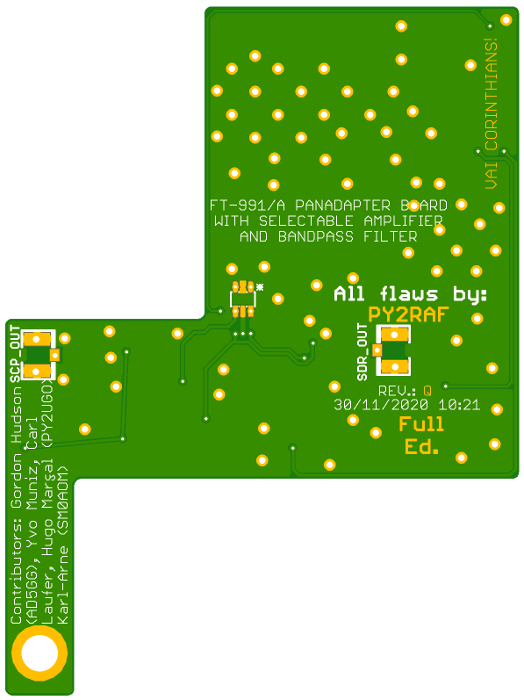 VAI CORINTHIANS!
FT-991/A PANADAPTER BOARD
WITH SELECTABLE AMPLIFIER
AND BANDPASS FILTER
All flaws by:
PY2RAF
SCP_OUT
SDR_OUT
REV.: Q
30/11/2020 10:21
Full
Ed.
Contributors: Gordon Hudson
(AD5GG), Yvo Muniz, Carl
Laufer, Hugo Marçal (PY2UGO)
Karl-Arne (SM0AOM)